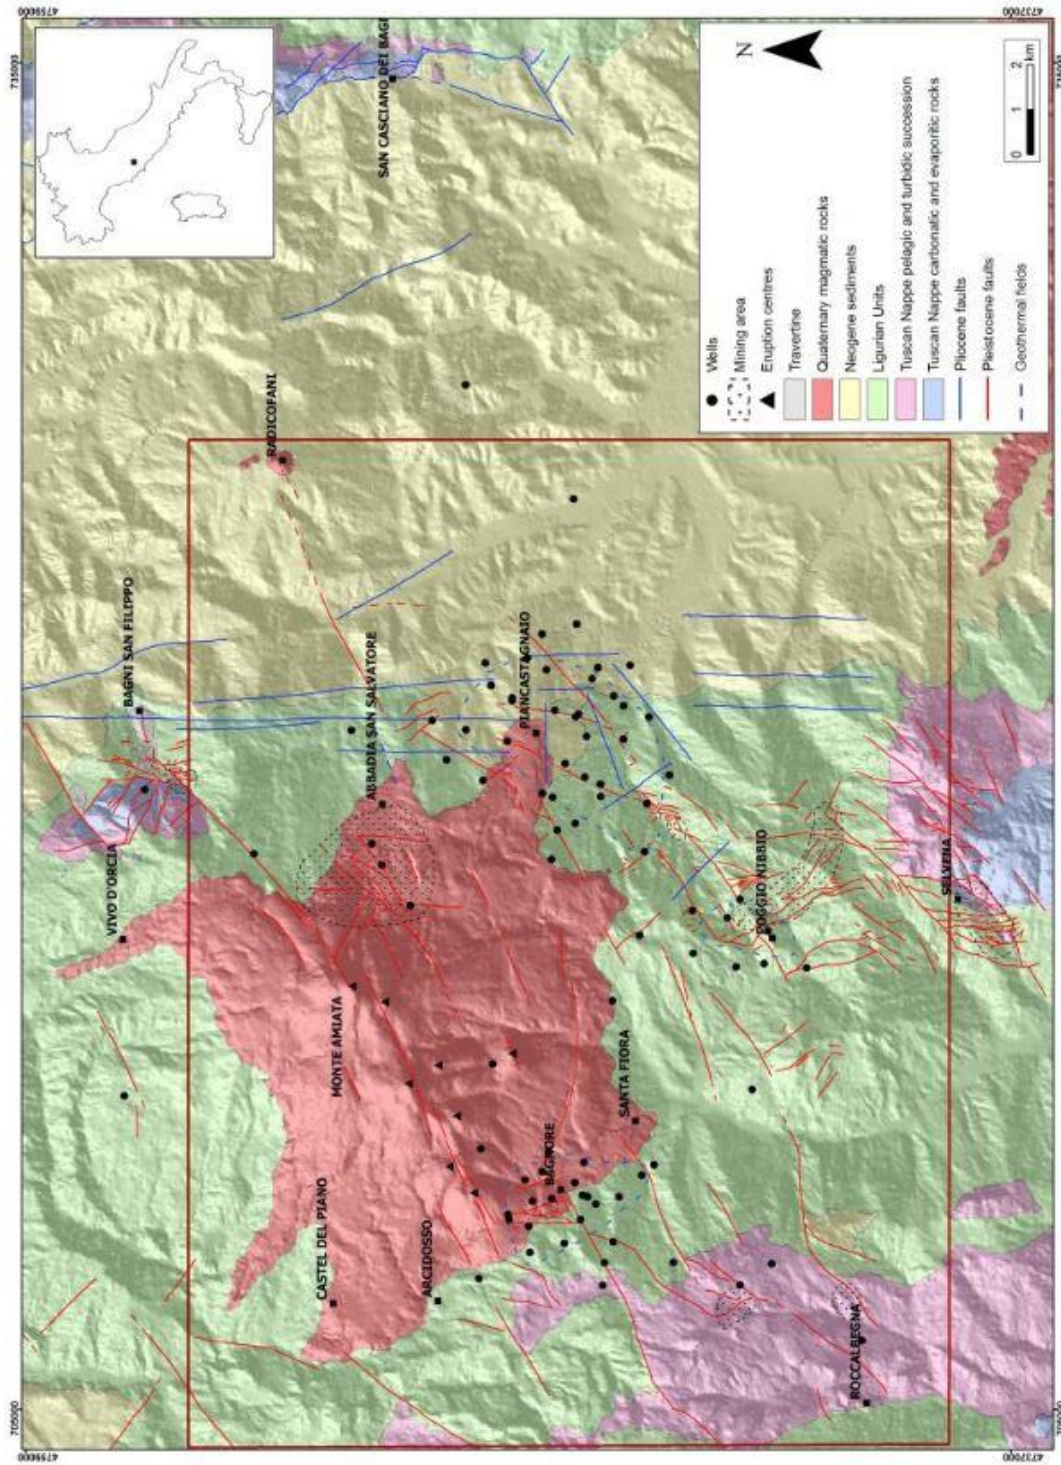 705000
735000
4759000
4759000
VIVO D'ORCIA
BAGNI SAN FILIPPO
RADICOFANI
CASTEL DEL PIANO
MONTE AMIATA
ABBADIA SAN SALVATORE
SAN CASCIANO DEI
ARCIDOSSO
PIANCASTAGNAIO
BAGNORE
SANTA FIORA
POGGIO NIBBIO
ROCCALBEGNA
SELVENA
Wells
Mining area
Eruption centres
Travertine
Quaternary magmatic rocks
Neogene sediments
Ligurian Units
Tuscan Nappe pelagic and turbidic succession
Tuscan Nappe carbonatic and evaporitic rocks
Pliocene faults
Pleistocene faults
Geothermal fields
N
0 1 2
km
4737000
4737000